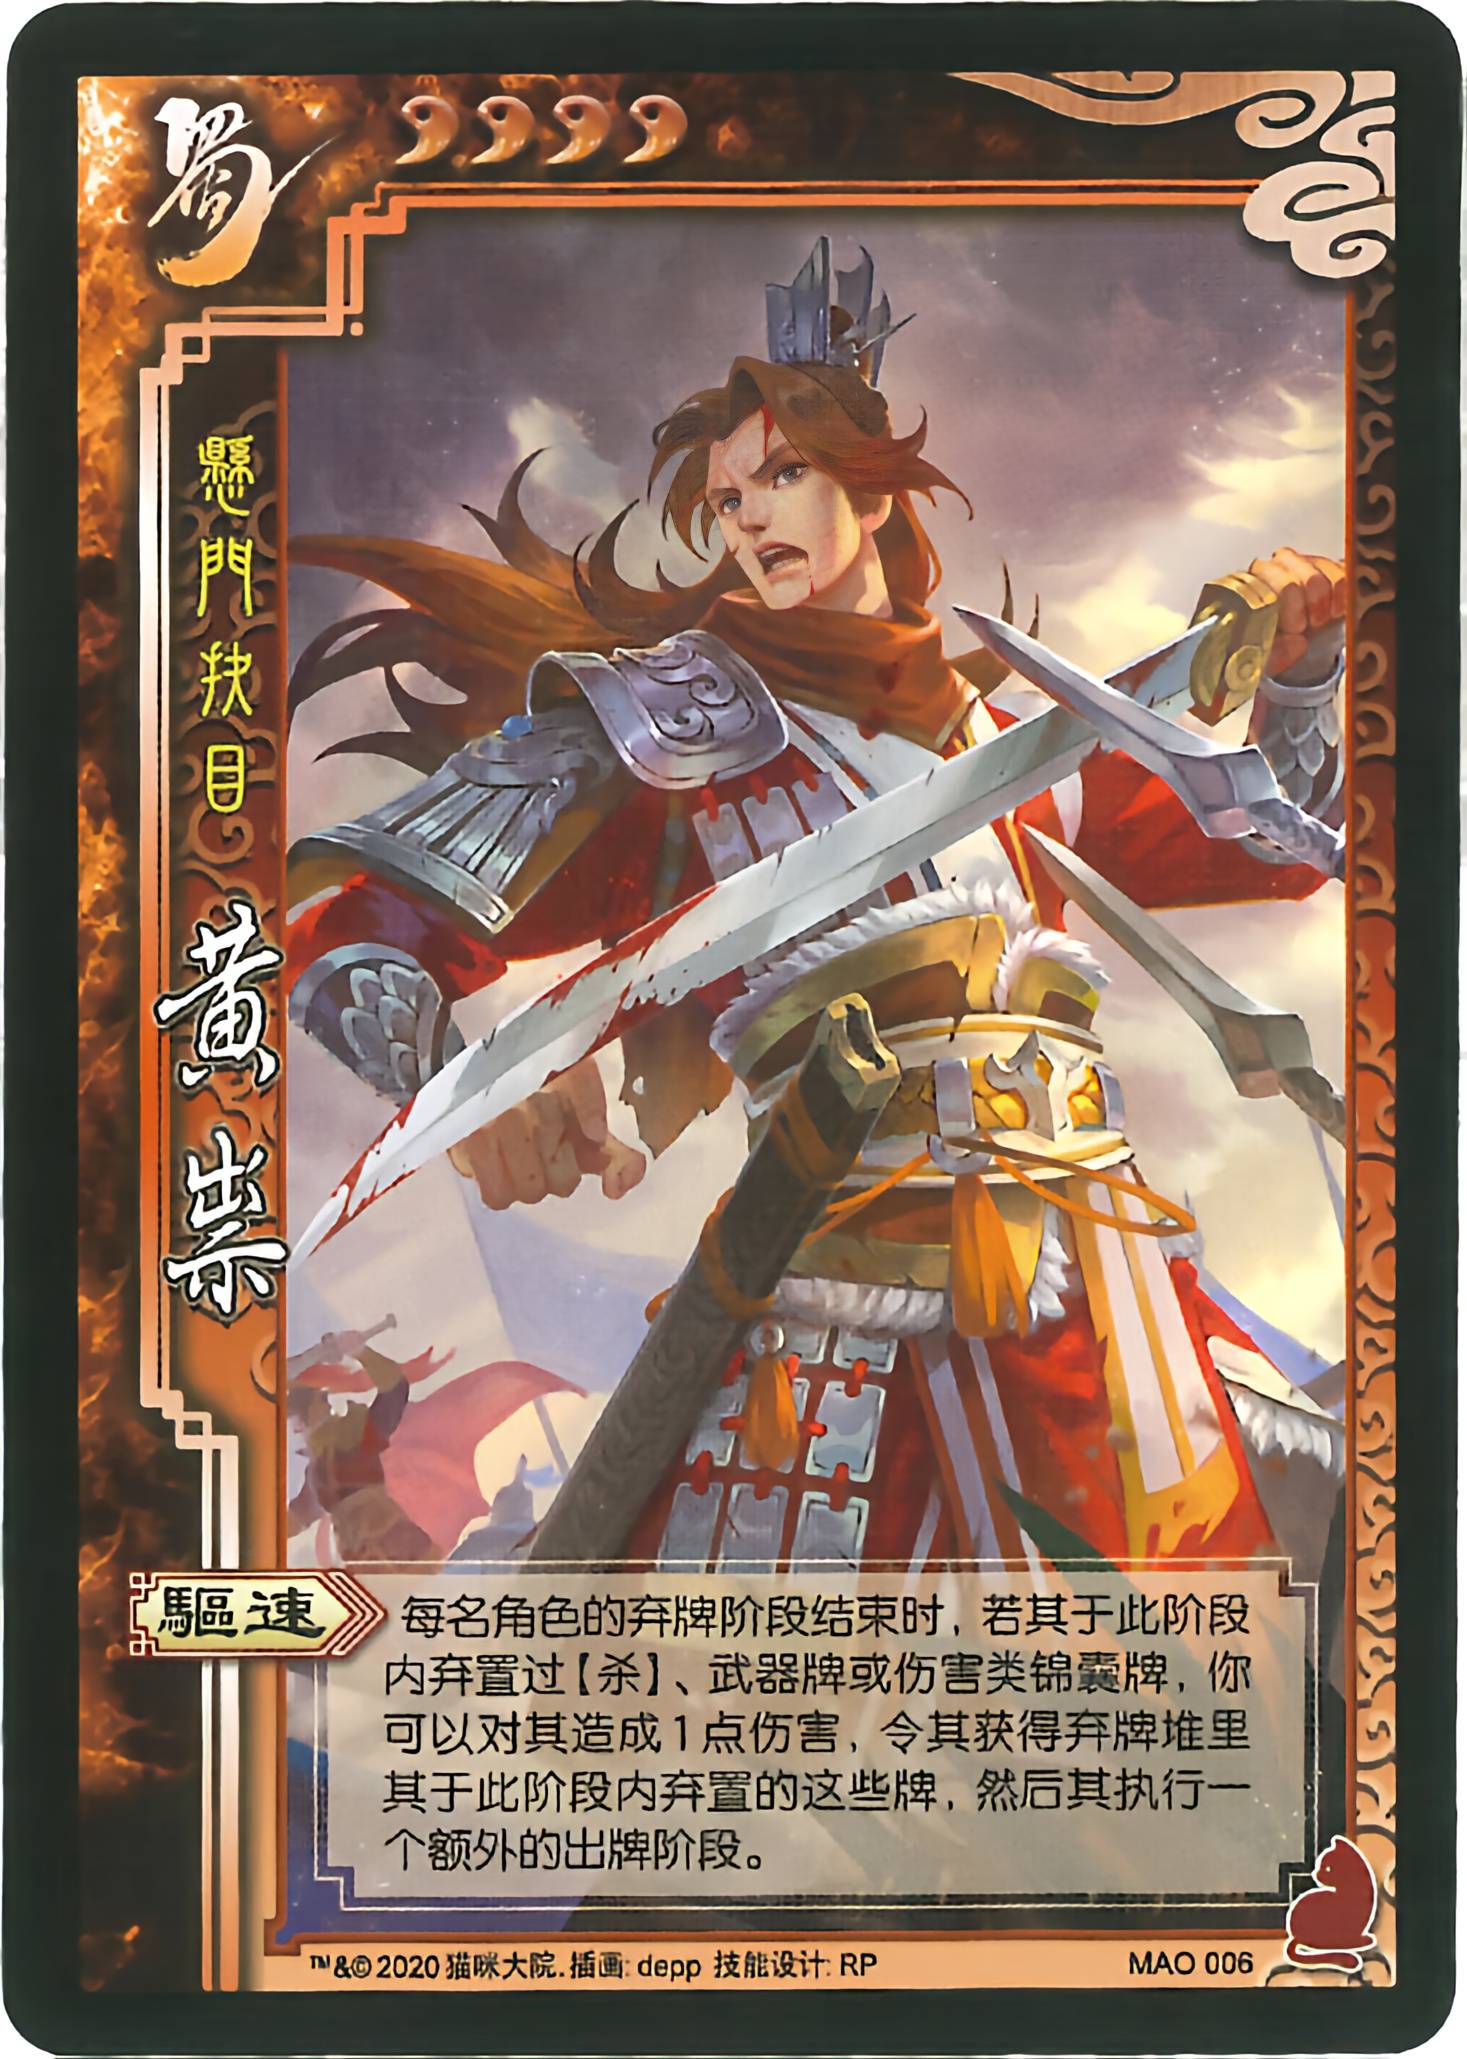 蜀
懸門抉目
黄祟
驅速
每名角色的弃牌阶段结束时，若其于此阶段
内弃置过【杀】、武器牌或伤害类锦囊牌，你
可以对其造成1点伤害，令其获得弃牌堆里
其于此阶段内弃置的这些牌，然后其执行一
个额外的出牌阶段。
™&© 2020 猫咪大院. 插画: depp 技能设计: RP
MAO 006